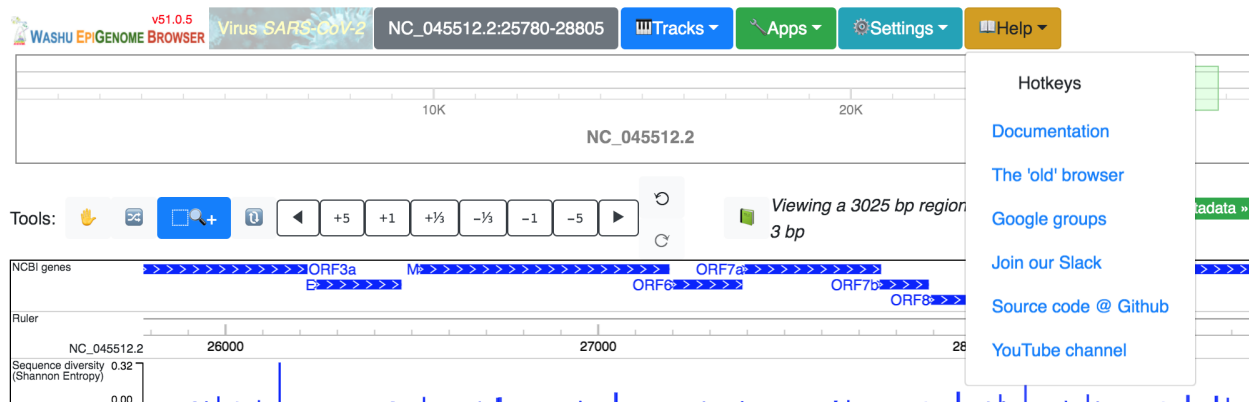 v51.0.5
WASHU EPIGENOME BROWSER
Virus SARS-CoV-2
NC_045512.2:25780-28805
Tracks
Apps
Settings
Help
10K
20K
NC_045512.2
Hotkeys
Documentation
The 'old' browser
Google groups
Join our Slack
Source code @ Github
YouTube channel
Tools:
+5
+1
+⅓
-⅓
-1
-5
Viewing a 3025 bp region
3 bp
tadata »
NCBI genes
ORF3a
M
ORF7a
E
ORF6
ORF7b
ORF8
Ruler
NC_045512.2
26000
27000
28
Sequence diversity
(Shannon Entropy)
0.32
0.00